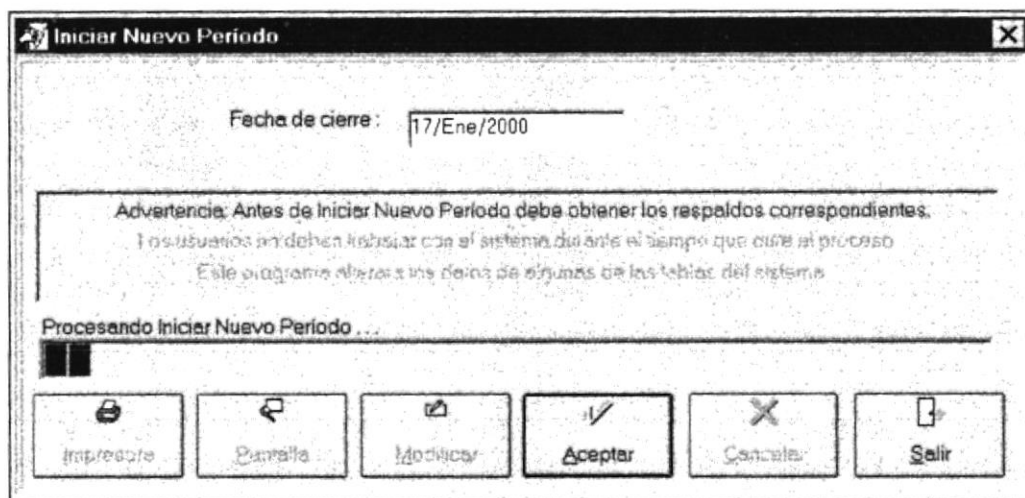 Iniciar Nuevo Período
Fecha de cierre :
17/Ene/2000
Advertencia: Antes de Iniciar Nuevo Período debe obtener los respaldos correspondientes.
Los usuarios no deben trabajar con el sistema durante el tiempo que dure el proceso
Este programa alterará los datos de algunas de las tablas del sistema
Procesando Iniciar Nuevo Período . . .
Impresora Pantalla Modificar Aceptar Cancelar Salir